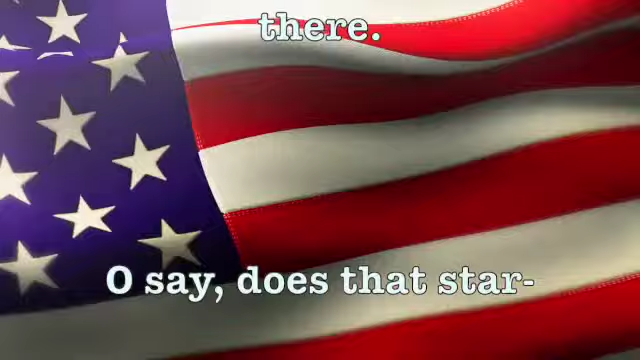 there.
O say, does that star-